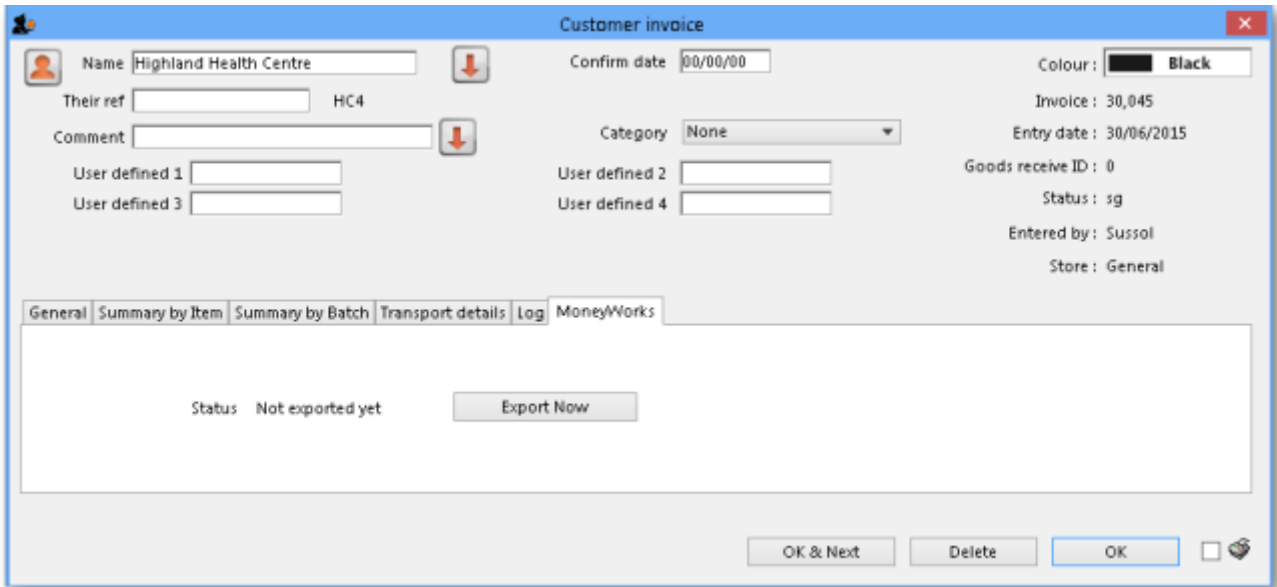 Customer invoice
Name Highland Health Centre Confirm date 00/00/00 Colour: Black
Their ref HC4 Invoice : 30,045
Comment Category None Entry date : 30/06/2015
User defined 1 User defined 2 Goods receive ID : 0
User defined 3 User defined 4 Status : sg
Entered by : Sussol
Store : General
General Summary by Item Summary by Batch Transport details Log MoneyWorks
Status Not exported yet Export Now
OK & Next Delete OK